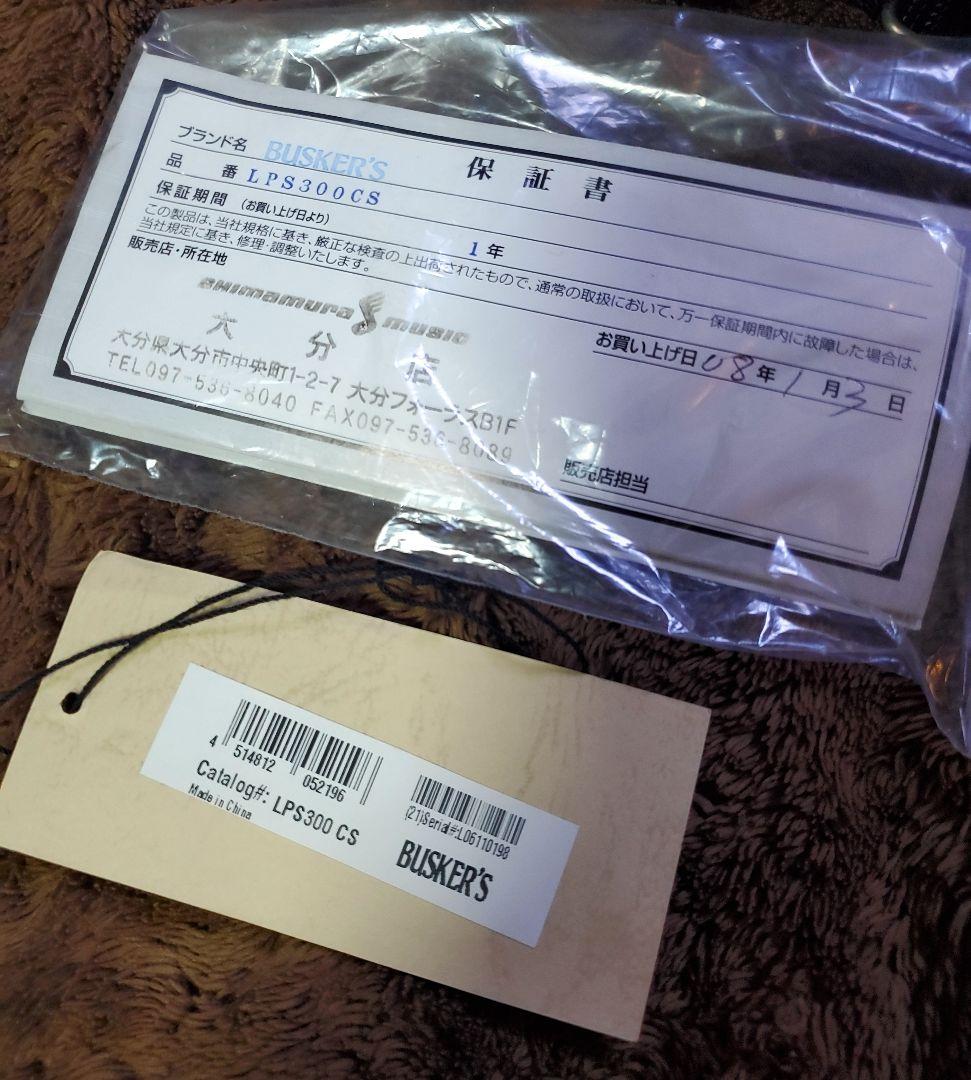 保証書
ブランド名 BUSKER'S
品番 LPS300CS
保証期間 (お買い上げ日より) 1年
この製品は、当社規格に基き、厳正な検査の上出荷されたもので、通常の取扱において、万一保証期間内に故障した場合は、
当社規定に基き、修理・調整いたします。
販売店・所在地
SHIMAMURA MUSIC
大分店
大分県大分市中央町1-2-7 大分フォーラスB1F
TEL097-536-8040 FAX097-536-8089
お買い上げ日 08年1月3日
販売店担当
4 514812 052196
Catalog#: LPS300 CS
Made in China
(21)Serial#:L06110198
BUSKER'S